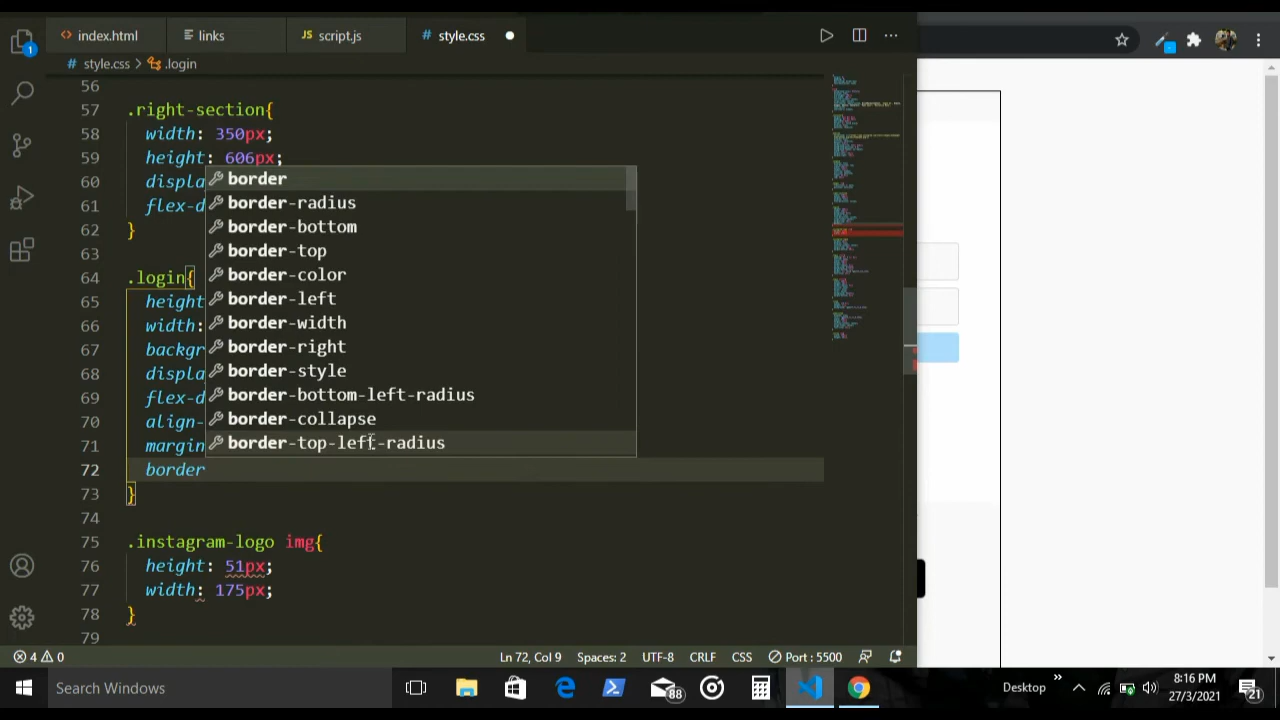 index.html
links
JS script.js
# style.css
# style.css > .login
56
57 .right-section{
58 width: 350px;
59 height: 606px;
60 displa
61 flex-d
62 }
63
64 .login{
65 height
66 width:
67 backgr
68 displa
69 flex-d
70 align-
71 margin
72 border
73 }
74
75 .instagram-logo img{
76 height: 51px;
77 width: 175px;
78 }
79
border
border-radius
border-bottom
border-top
border-color
border-left
border-width
border-right
border-style
border-bottom-left-radius
border-collapse
border-top-left-radius
1
4 0 Ln 72, Col 9 Spaces: 2 UTF-8 CRLF CSS Port : 5500
Search Windows
88
Desktop
8:16 PM
27/3/2021
21